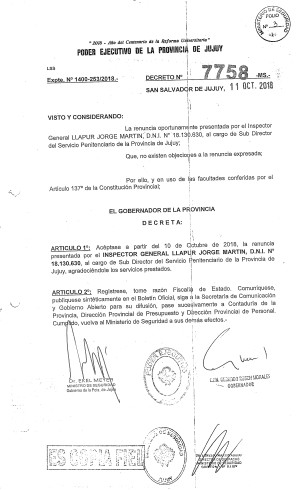 MINISTERIO DE SEGURIDAD
FOLIO
"2018 - Año del Centenario de la Reforma Universitaria"
PODER EJECUTIVO DE LA PROVINCIA DE JUJUY
Expte. Nº 1400-253/2018.-
DECRETO Nº 7758 -MS.-
SAN SALVADOR DE JUJUY, 11 OCT. 2018
VISTO Y CONSIDERANDO:
La renuncia oportunamente presentada por el Inspector
General LLAPUR JORGE MARTIN, D.N.I. Nº 18.130.630, al cargo de Sub Director
del Servicio Penitenciario de la Provincia de Jujuy;
Que, no existen objeciones a la renuncia expresada;
Por ello, y en uso de las facultades conferidas por el
Artículo 137º de la Constitución Provincial;
EL GOBERNADOR DE LA PROVINCIA
D E C R E T A :
ARTICULO 1º: Acéptase a partir del 10 de Octubre de 2018, la renuncia
presentada por el INSPECTOR GENERAL LLAPUR JORGE MARTIN, D.N.I. Nº
18.130.630, al cargo de Sub Director del Servicio Penitenciario de la Provincia de
Jujuy, agradeciéndole los servicios prestados.
ARTICULO 2º: Regístrese, tome razón Fiscalía de Estado. Comuníquese,
publíquese sintéticamente en el Boletín Oficial, siga a la Secretaría de Comunicación
y Gobierno Abierto para su difusión, pase sucesivamente a Contaduría de la
Provincia, Dirección Provincial de Presupuesto y Dirección Provincial de Personal.
Cumplido, vuelva al Ministerio de Seguridad a sus demás efectos.-
Dr. EKEL MEYER
MINISTRO DE SEGURIDAD
Gobierno de la Pcia. de Jujuy
C.P.N. GERARDO RUBEN MORALES
GOBERNADOR
ES COPIA FIEL
JUJUY